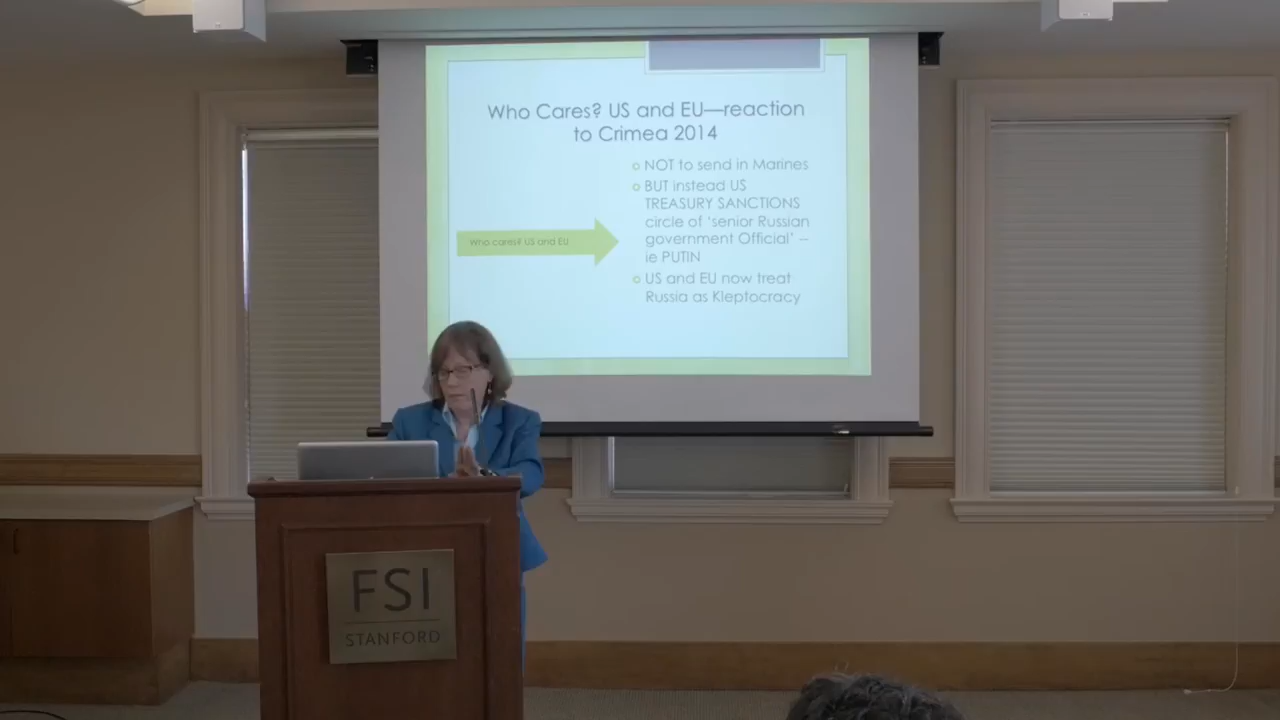 Who Cares? US and EU—reaction
to Crimea 2014
NOT to send in Marines
BUT instead US
TREASURY SANCTIONS
circle of ‘senior Russian
government Official’ –
ie PUTIN
US and EU now treat
Russia as Kleptocracy
Who cares? US and EU
FSI
STANFORD